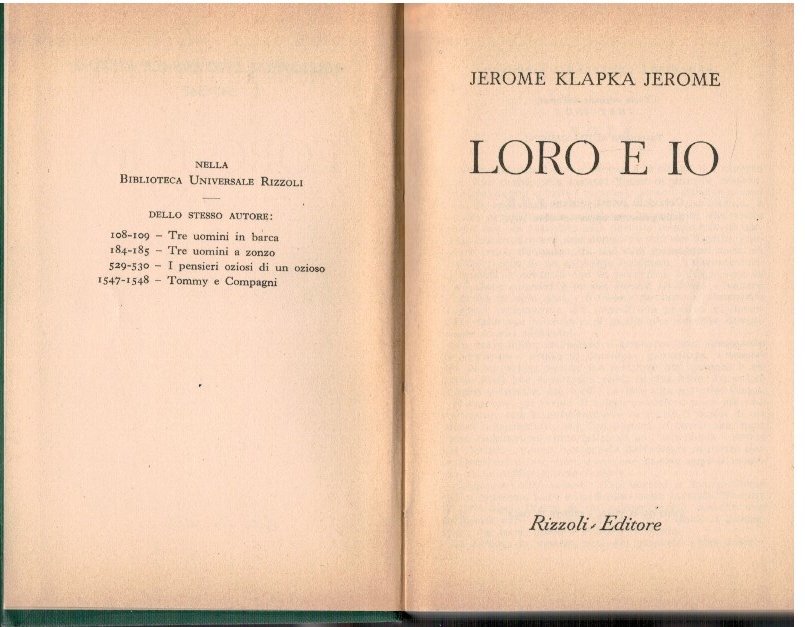 NELLA
BIBLIOTECA UNIVERSALE RIZZOLI
DELLO STESSO AUTORE:
108-109 – Tre uomini in barca
184-185 – Tre uomini a zonzo
529-530 – I pensieri oziosi di un ozioso
1547-1548 – Tommy e Compagni
JEROME KLAPKA JEROME
LORO E IO
Rizzoli - Editore